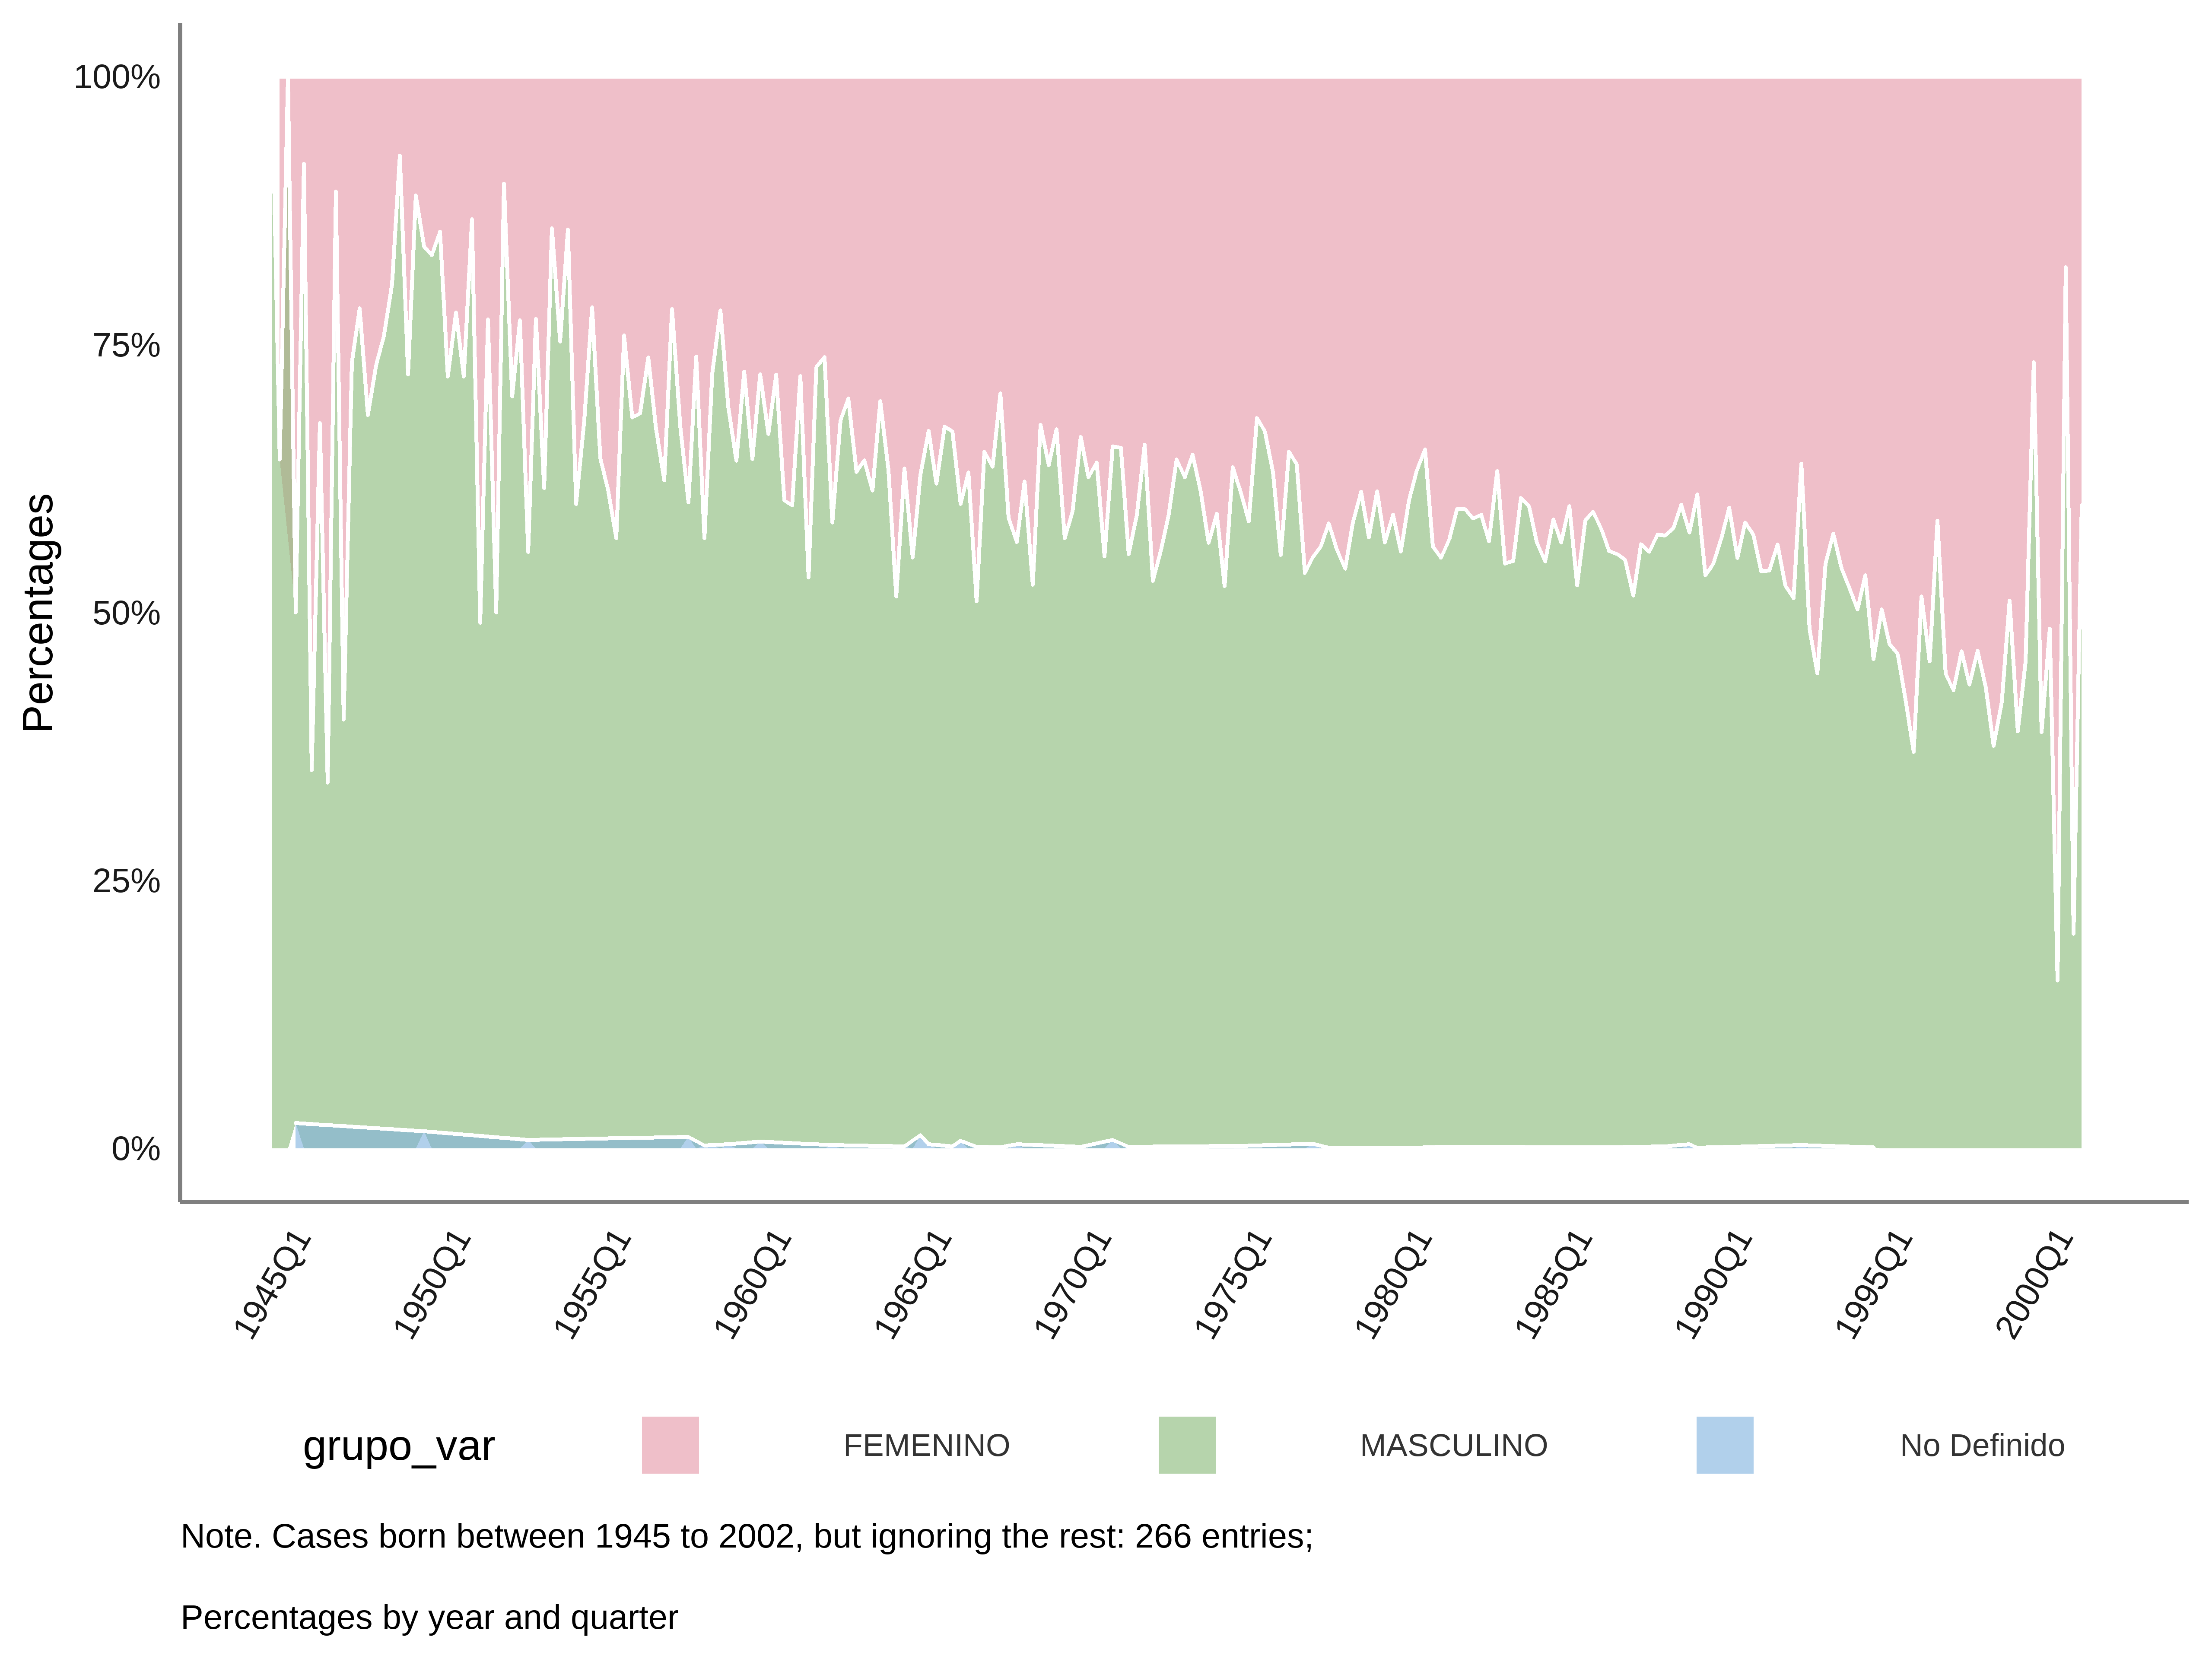 100%
75%
50%
25%
0%
Percentages
1945Q1
1950Q1
1955Q1
1960Q1
1965Q1
1970Q1
1975Q1
1980Q1
1985Q1
1990Q1
1995Q1
2000Q1
grupo_var
FEMENINO
MASCULINO
No Definido
Note. Cases born between 1945 to 2002, but ignoring the rest: 266 entries;
Percentages by year and quarter